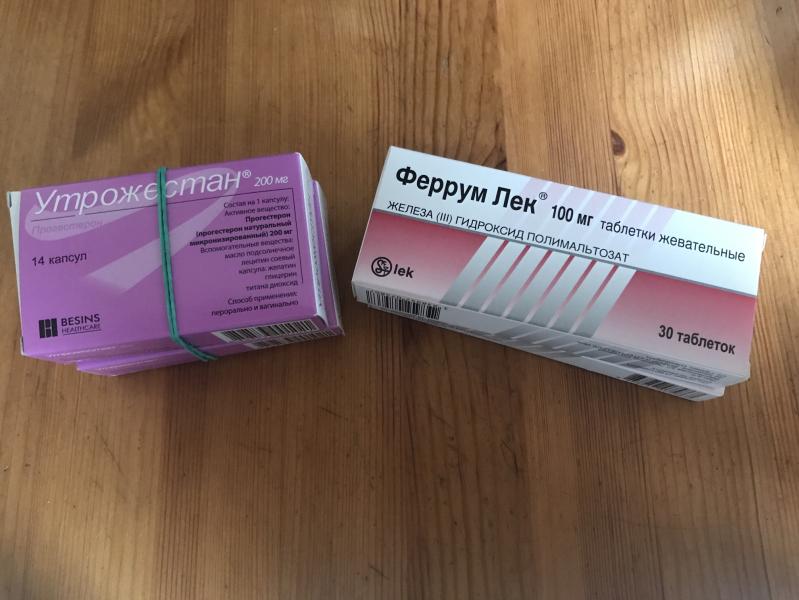 Утрожестан® 200 мг
Прогестерон
14 капсул
BESINS
HEALTHCARE
Состав на 1 капсулу:
Активное вещество:
Прогестерон
(прогестерон натуральный
микронизированный) 200 мг
Вспомогательные вещества:
масло подсолнечное
лецитин соевый
капсула: желатин
глицерин
титана диоксид
Способ применения:
перорально и вагинально
Феррум Лек® 100 мг таблетки жевательные
ЖЕЛЕЗА (III) ГИДРОКСИД ПОЛИМАЛЬТОЗАТ
lek
30 таблеток